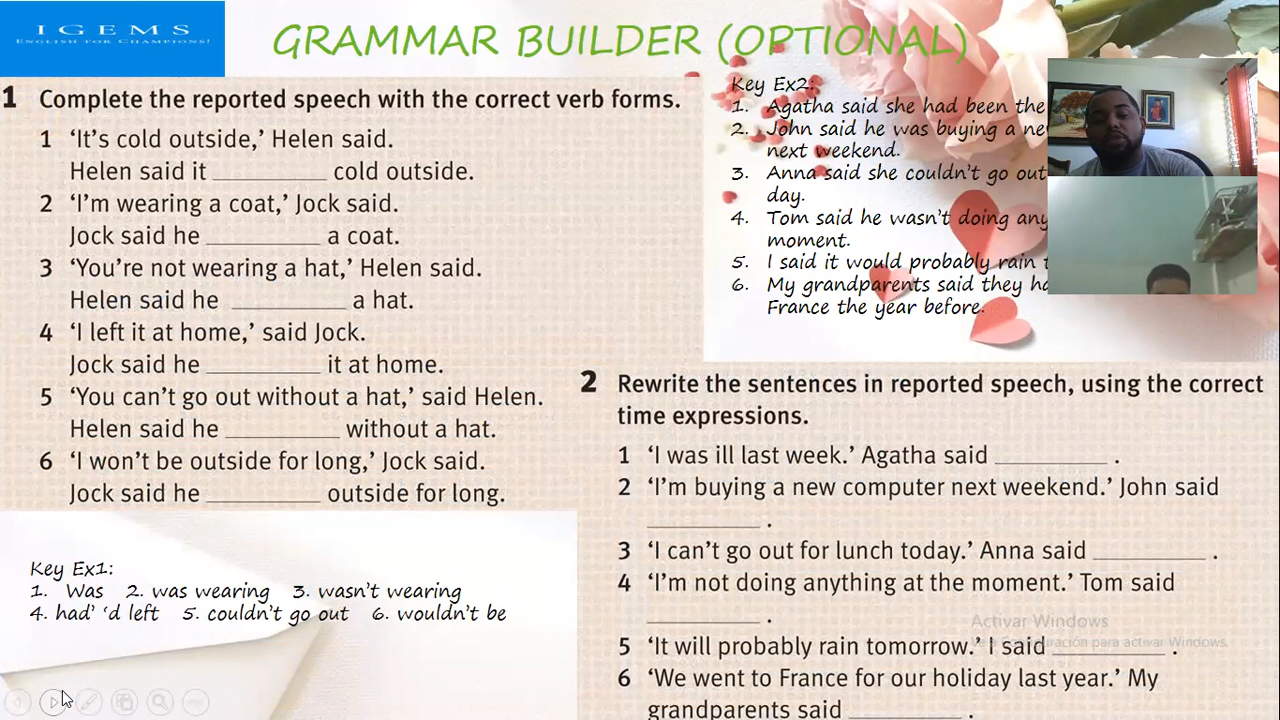 IGEMS
ENGLISH FOR CHAMPIONS!
GRAMMAR BUILDER (OPTIONAL)
1 Complete the reported speech with the correct verb forms.
1 ‘It's cold outside,’ Helen said.
Helen said it __________ cold outside.
2 ‘I'm wearing a coat,’ Jock said.
Jock said he __________ a coat.
3 ‘You're not wearing a hat,’ Helen said.
Helen said he __________ a hat.
4 ‘I left it at home,’ said Jock.
Jock said he __________ it at home.
5 ‘You can't go out without a hat,’ said Helen.
Helen said he __________ without a hat.
6 ‘I won't be outside for long,’ Jock said.
Jock said he __________ outside for long.
Key Ex1:
1. Was 2. was wearing 3. wasn't wearing
4. had' 'd left 5. couldn't go out 6. wouldn't be
Key Ex2:
1. Agatha said she had been the
2. John said he was buying a
next weekend.
3. Anna said she couldn't go out
day.
4. Tom said he wasn't doing
moment.
5. I said it would probably rain
6. My grandparents said they
France the year before.
2 Rewrite the sentences in reported speech, using the correct
time expressions.
1 ‘I was ill last week.’ Agatha said __________ .
2 ‘I'm buying a new computer next weekend.’ John said
__________ .
3 ‘I can't go out for lunch today.’ Anna said __________ .
4 ‘I'm not doing anything at the moment.’ Tom said
__________ .
5 ‘It will probably rain tomorrow.’ I said __________ .
6 ‘We went to France for our holiday last year.’ My
grandparents said __________ .
Activar Windows
Configuración para activar Windows.